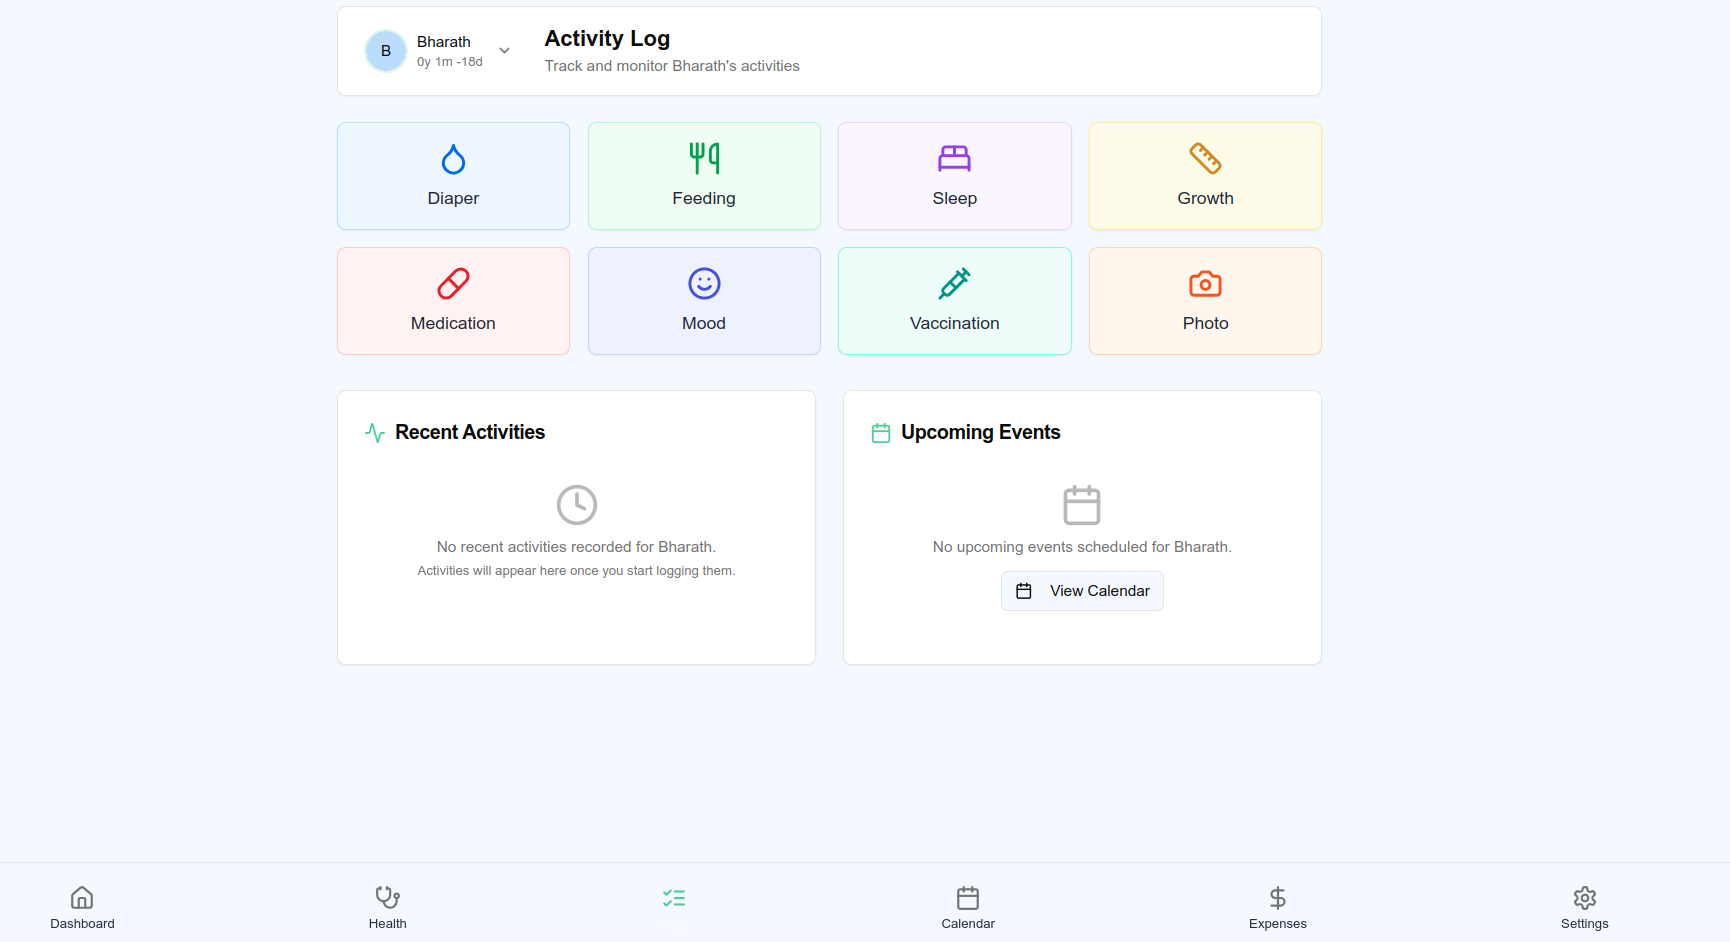 B
Bharath
0y 1m -18d
Activity Log
Track and monitor Bharath's activities
Diaper
Feeding
Sleep
Growth
Medication
Mood
Vaccination
Photo
Recent Activities
No recent activities recorded for Bharath.
Activities will appear here once you start logging them.
Upcoming Events
No upcoming events scheduled for Bharath.
View Calendar
Dashboard
Health
Calendar
Expenses
Settings